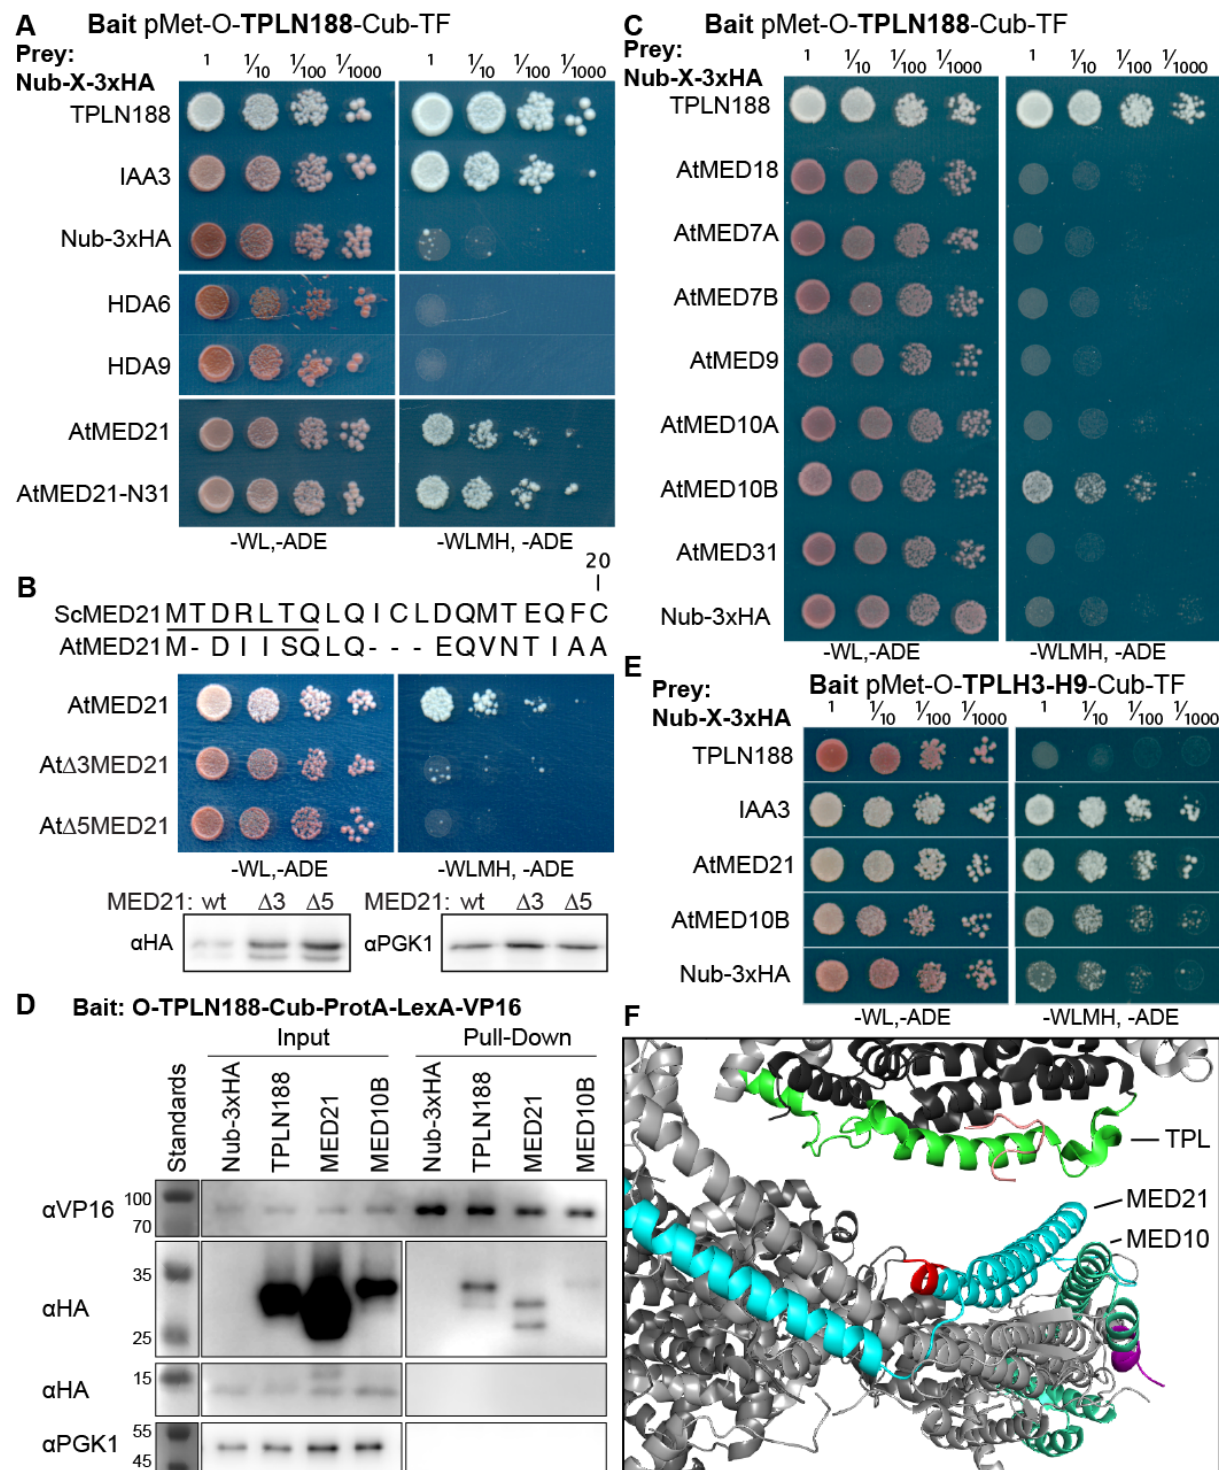 A Bait pMet-O-TPLN188-Cub-TF
Prey:
Nub-X-3xHA
1 1/10 1/100 1/1000 1 1/10 1/100 1/1000
TPLN188
IAA3
Nub-3xHA
HDA6
HDA9
AtMED21
AtMED21-N31
-WL,-ADE -WLMH, -ADE
B
20
ScMED21 MTDRLTQLQICLDQMTEQFC
AtMED21 M-DIISQLQ---EQVNTIAA
AtMED21
AtΔ3MED21
AtΔ5MED21
-WL,-ADE -WLMH, -ADE
MED21: wt Δ3 Δ5 MED21: wt Δ3 Δ5
αHA αPGK1
C Bait pMet-O-TPLN188-Cub-TF
Prey:
Nub-X-3xHA
1 1/10 1/100 1/1000 1 1/10 1/100 1/1000
TPLN188
AtMED18
AtMED7A
AtMED7B
AtMED9
AtMED10A
AtMED10B
AtMED31
Nub-3xHA
-WL,-ADE -WLMH, -ADE
D Bait: O-TPLN188-Cub-ProtA-LexA-VP16
Input Pull-Down
Standards Nub-3xHA TPLN188 MED21 MED10B Nub-3xHA TPLN188 MED21 MED10B
αVP16 100
70
35
αHA
25
αHA 15
αPGK1 55
45
E Bait pMet-O-TPLH3-H9-Cub-TF
Prey:
Nub-X-3xHA
1 1/10 1/100 1/1000 1 1/10 1/100 1/1000
TPLN188
IAA3
AtMED21
AtMED10B
Nub-3xHA
-WL,-ADE -WLMH, -ADE
F
TPL
MED21
MED10